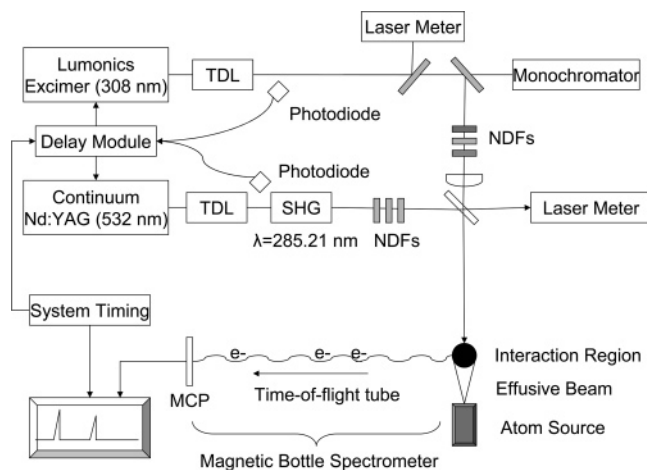 Laser Meter
Lumonics
Excimer (308 nm)
TDL
Monochromator
Photodiode
NDFs
Delay Module
Photodiode
Continuum
Nd:YAG (532 nm)
TDL
SHG
Laser Meter
λ=285.21 nm
NDFs
System Timing
e-
e-
e-
Interaction Region
MCP
Time-of-flight tube
Effusive Beam
Atom Source
Magnetic Bottle Spectrometer